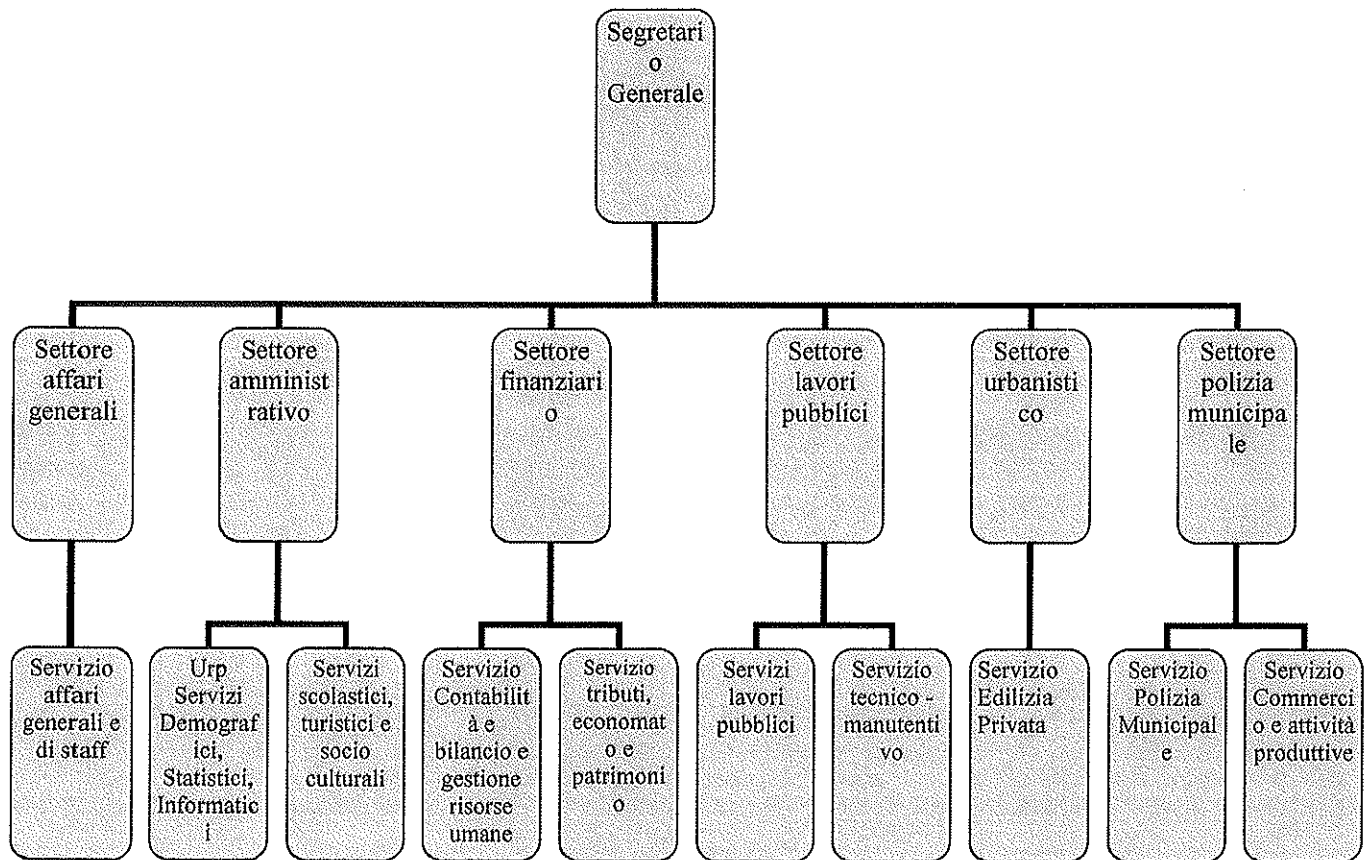 Segretari
o
Generale
Settore
affari
generali
Settore
amminist
rativo
Settore
finanziari
o
Settore
lavori
pubblici
Settore
urbanisti
co
Settore
polizia
municipa
le
Servizio
affari
generali e
di staff
Urp
Servizi
Demograf
ici,
Statistici,
Informatic
i
Servizi
scolastici,
turistici e
socio
culturali
Servizio
Contabilit
à e
bilancio e
gestione
risorse
umane
Servizio
tributi,
economat
o e
patrimoni
o
Servizi
lavori
pubblici
Servizio
tecnico -
manutenti
vo
Servizio
Edilizia
Privata
Servizio
Polizia
Municipal
e
Servizio
Commerci
o e attività
produttive